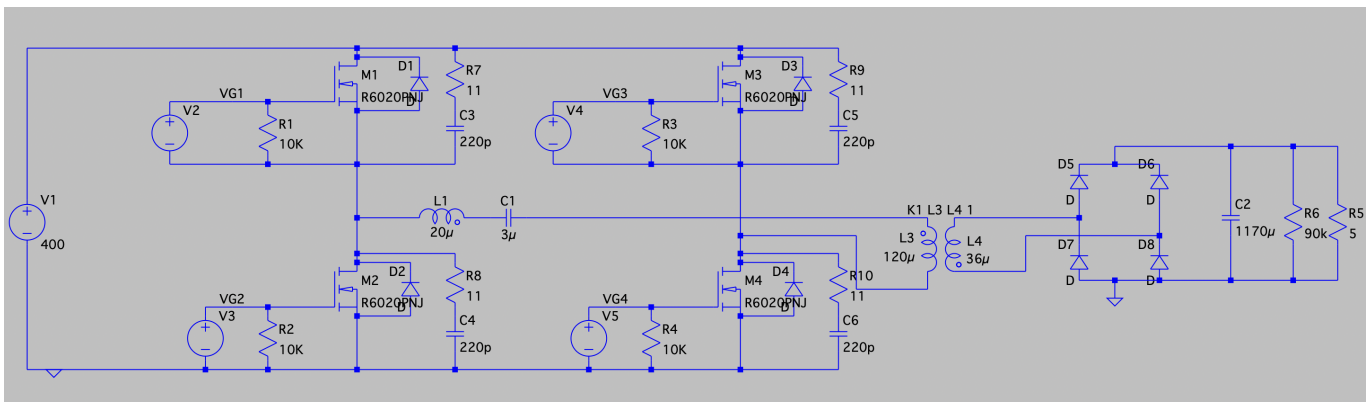 V1
400
V2
VG1
R1
10K
M1
R6020PNJ
D1
D
R7
11
C3
220p
V4
VG3
R3
10K
M3
R6020PNJ
D3
D
R9
11
C5
220p
L1
20µ
C1
3µ
V3
VG2
R2
10K
M2
R6020PNJ
D2
D
R8
11
C4
220p
V5
VG4
R4
10K
M4
R6020PNJ
D4
D
R10
11
C6
220p
K1 L3 L4 1
L3
120µ
L4
36µ
D5
D
D6
D
D7
D
D8
D
C2
1170µ
R6
90k
R5
5